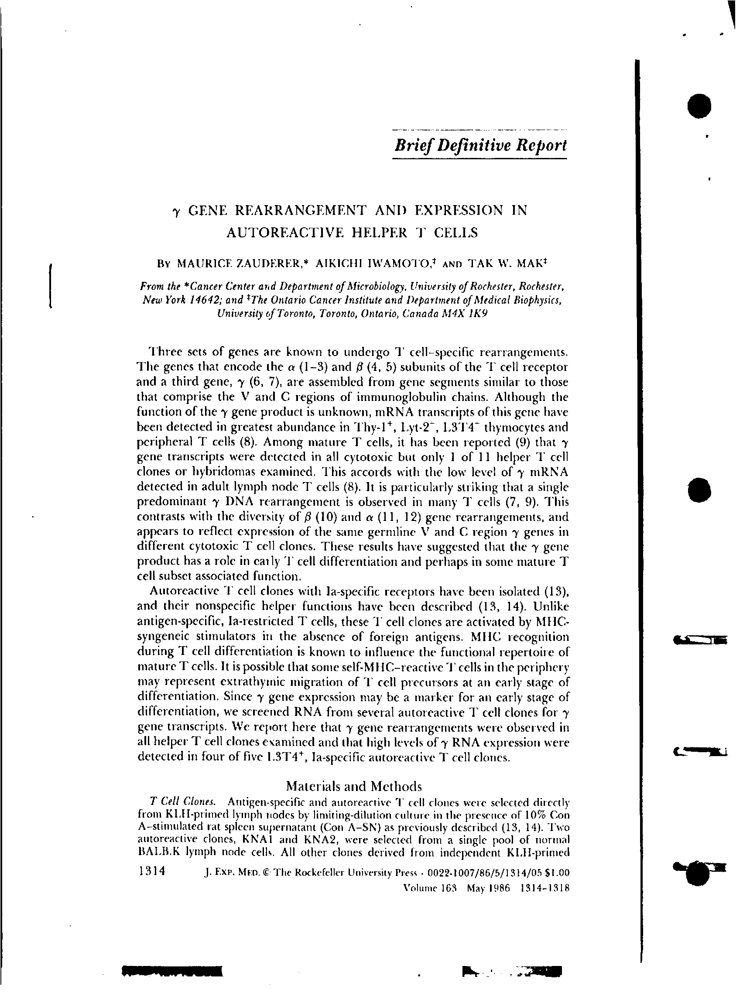 Brief Definitive Report
γ GENE REARRANGEMENT AND EXPRESSION IN
AUTOREACTIVE HELPER T CELLS
BY MAURICE ZAUDERER,* AIKICHI IWAMOTO,‡ AND TAK W. MAK‡
From the *Cancer Center and Department of Microbiology, University of Rochester, Rochester,
New York 14642; and ‡The Ontario Cancer Institute and Department of Medical Biophysics,
University of Toronto, Toronto, Ontario, Canada M4X 1K9
Three sets of genes are known to undergo T cell–specific rearrangements.
The genes that encode the α (1–3) and β (4, 5) subunits of the T cell receptor
and a third gene, γ (6, 7), are assembled from gene segments similar to those
that comprise the V and C regions of immunoglobulin chains. Although the
function of the γ gene product is unknown, mRNA transcripts of this gene have
been detected in greatest abundance in Thy-1⁺, Lyt-2⁻, L3T4⁻ thymocytes and
peripheral T cells (8). Among mature T cells, it has been reported (9) that γ
gene transcripts were detected in all cytotoxic but only 1 of 11 helper T cell
clones or hybridomas examined. This accords with the low level of γ mRNA
detected in adult lymph node T cells (8). It is particularly striking that a single
predominant γ DNA rearrangement is observed in many T cells (7, 9). This
contrasts with the diversity of β (10) and α (11, 12) gene rearrangements, and
appears to reflect expression of the same germline V and C region γ genes in
different cytotoxic T cell clones. These results have suggested that the γ gene
product has a role in early T cell differentiation and perhaps in some mature T
cell subset associated function.
Autoreactive T cell clones with Ia-specific receptors have been isolated (13),
and their nonspecific helper functions have been described (13, 14). Unlike
antigen-specific, Ia-restricted T cells, these T cell clones are activated by MHC-
syngeneic stimulators in the absence of foreign antigens. MHC recognition
during T cell differentiation is known to influence the functional repertoire of
mature T cells. It is possible that some self-MHC–reactive T cells in the periphery
may represent extrathymic migration of T cell precursors at an early stage of
differentiation. Since γ gene expression may be a marker for an early stage of
differentiation, we screened RNA from several autoreactive T cell clones for γ
gene transcripts. We report here that γ gene rearrangements were observed in
all helper T cell clones examined and that high levels of γ RNA expression were
detected in four of five L3T4⁺, Ia-specific autoreactive T cell clones.
Materials and Methods
T Cell Clones. Antigen-specific and autoreactive T cell clones were selected directly
from KLH-primed lymph nodes by limiting-dilution culture in the presence of 10% Con
A–stimulated rat spleen supernatant (Con A–SN) as previously described (13, 14). Two
autoreactive clones, KNA1 and KNA2, were selected from a single pool of normal
BALB.K lymph node cells. All other clones derived from independent KLH-primed
1314 J. EXP. MED. © The Rockefeller University Press · 0022-1007/86/5/1314/05 $1.00
Volume 163 May 1986 1314–1318